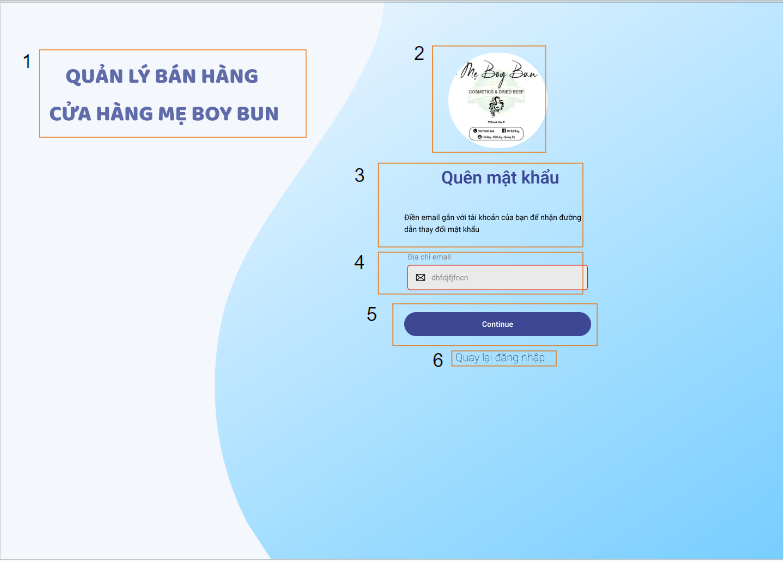 1
QUẢN LÝ BÁN HÀNG
CỬA HÀNG MẸ BOY BUN
2
Mẹ Boy Bun
COSMETICS & DRIED BEEF
3
Quên mật khẩu
Điền email gắn với tài khoản của bạn để nhận đường
dẫn thay đổi mật khẩu
4
Địa chỉ email
dhfdjfjfncn
5
Continue
6
Quay lại đăng nhập